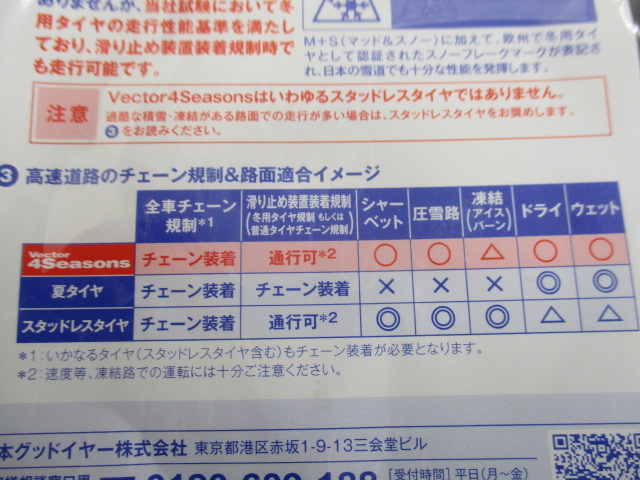 ありませんが、当社試験において冬
用タイヤの走行性能基準を満たし
ており、滑り止め装置装着規制時で
も走行可能です。
M+S(マッド&スノー)に加えて、欧州で冬用タイ
ヤとして認証されたスノーフレークマークが表記さ
れ、日本の雪道でも十分な性能を発揮します。
注意
Vector4Seasonsはいわゆるスタッドレスタイヤではありません。
過酷な積雪・凍結がある路面での走行が多い場合は、スタッドレスタイヤをお奨めします。
❸をお読みください。
❸ 高速道路のチェーン規制&路面適合イメージ
全車チェーン規制*1 滑り止め装置装着規制(冬用タイヤ規制 もしくは 普通タイヤチェーン規制) シャーベット 圧雪路 凍結(アイスバーン) ドライ ウェット
Vector 4Seasons チェーン装着 通行可*2 ○ ○ △ ○ ○
夏タイヤ チェーン装着 チェーン装着 × × × ◎ ◎
スタッドレスタイヤ チェーン装着 通行可*2 ◎ ◎ ◎ △ △
*1:いかなるタイヤ(スタッドレスタイヤ含む)もチェーン装着が必要となります。
*2:速度等、凍結路での運転には十分ご注意ください。
本グッドイヤー株式会社 東京都港区赤坂1-9-13三会堂ビル
[受付時間]平日(月〜金)